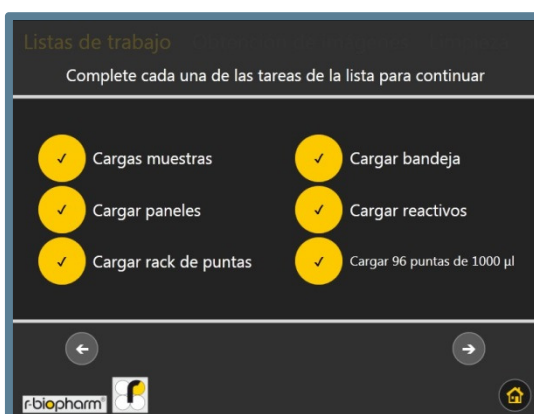 Listas de trabajo
Complete cada una de las tareas de la lista para continuar
Cargas muestras
Cargar paneles
Cargar rack de puntas
Cargar bandeja
Cargar reactivos
Cargar 96 puntas de 1000 µl
r-biopharm®